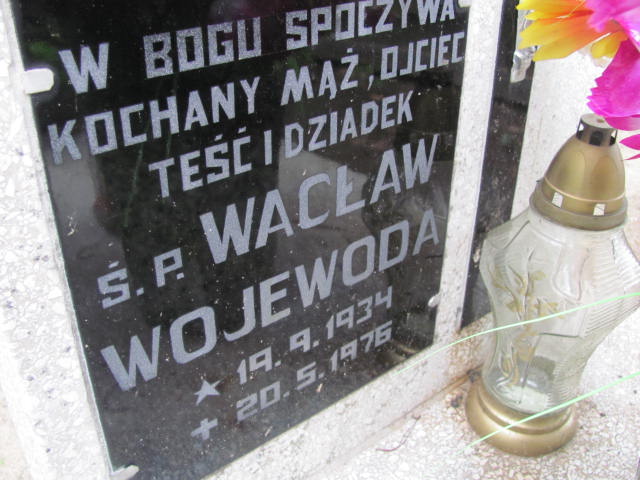 W BOGU SPOCZYWA
KOCHANY MĄŻ, OJCIEC
TEŚĆ I DZIADEK
Ś.P. WACŁAW
WOJEWODA
★ 19.9.1934
+ 20.5.1976